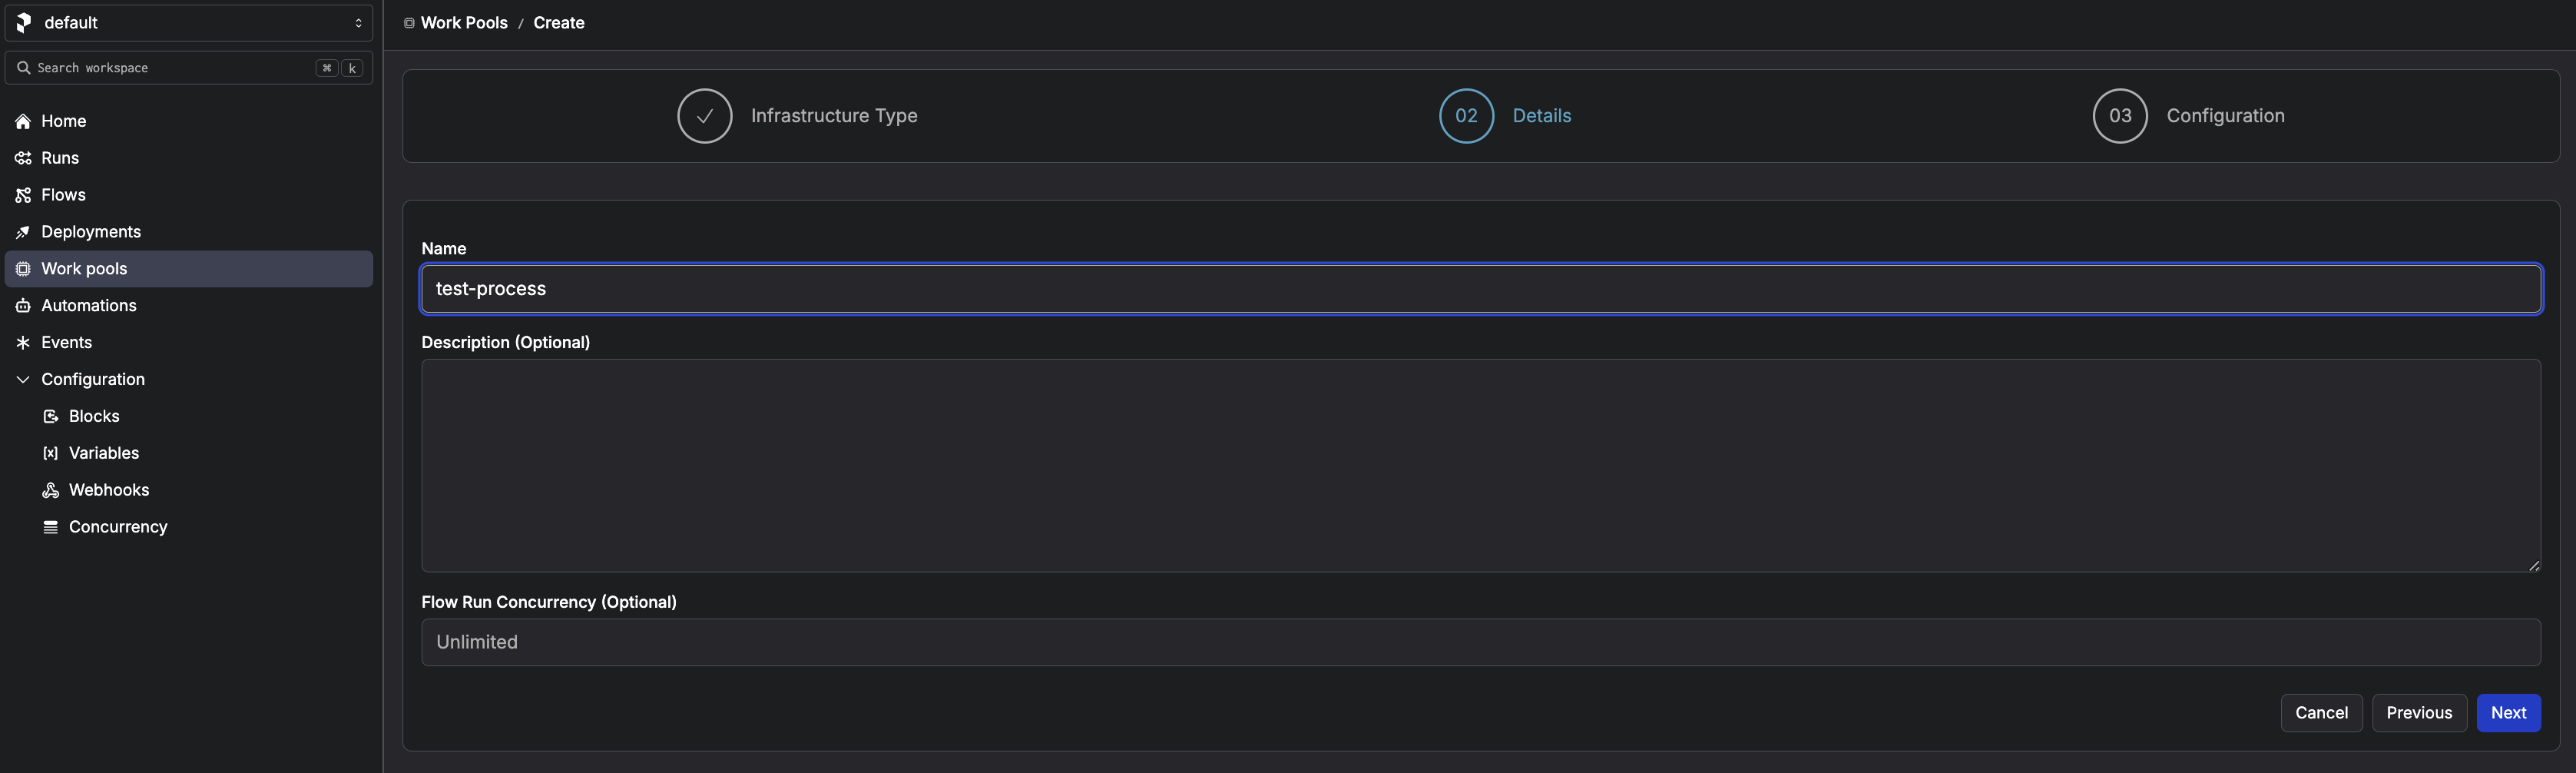 default
Search workspace ⌘ k
Home
Runs
Flows
Deployments
Work pools
Automations
Events
Configuration
Blocks
Variables
Webhooks
Concurrency
Work Pools / Create
Infrastructure Type
02 Details
03 Configuration
Name
test-process
Description (Optional)
Flow Run Concurrency (Optional)
Unlimited
Cancel Previous Next